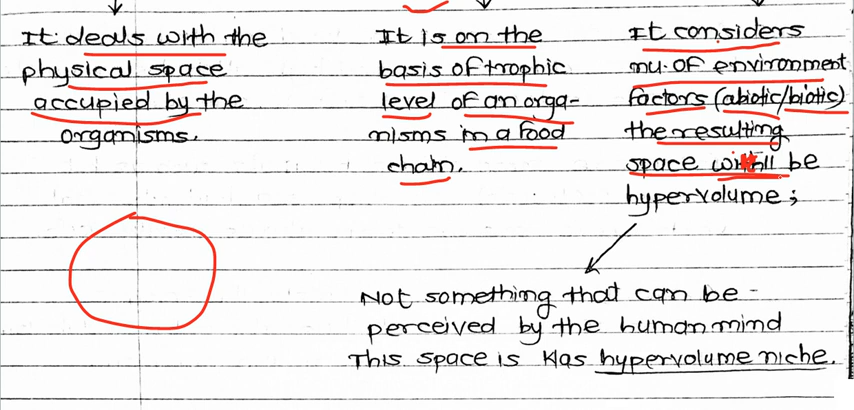 It deals with the
physical space
accupied by the
organisms.
It is on the
basis of trophic
level of an orga-
nisms in a food
chain.
It considers
nu. of environment
factors (abiotic/biotic)
the resulting
space will be
hypervolume;
Not something that can be -
perceived by the human mind
This space is Has hypervolume niche.